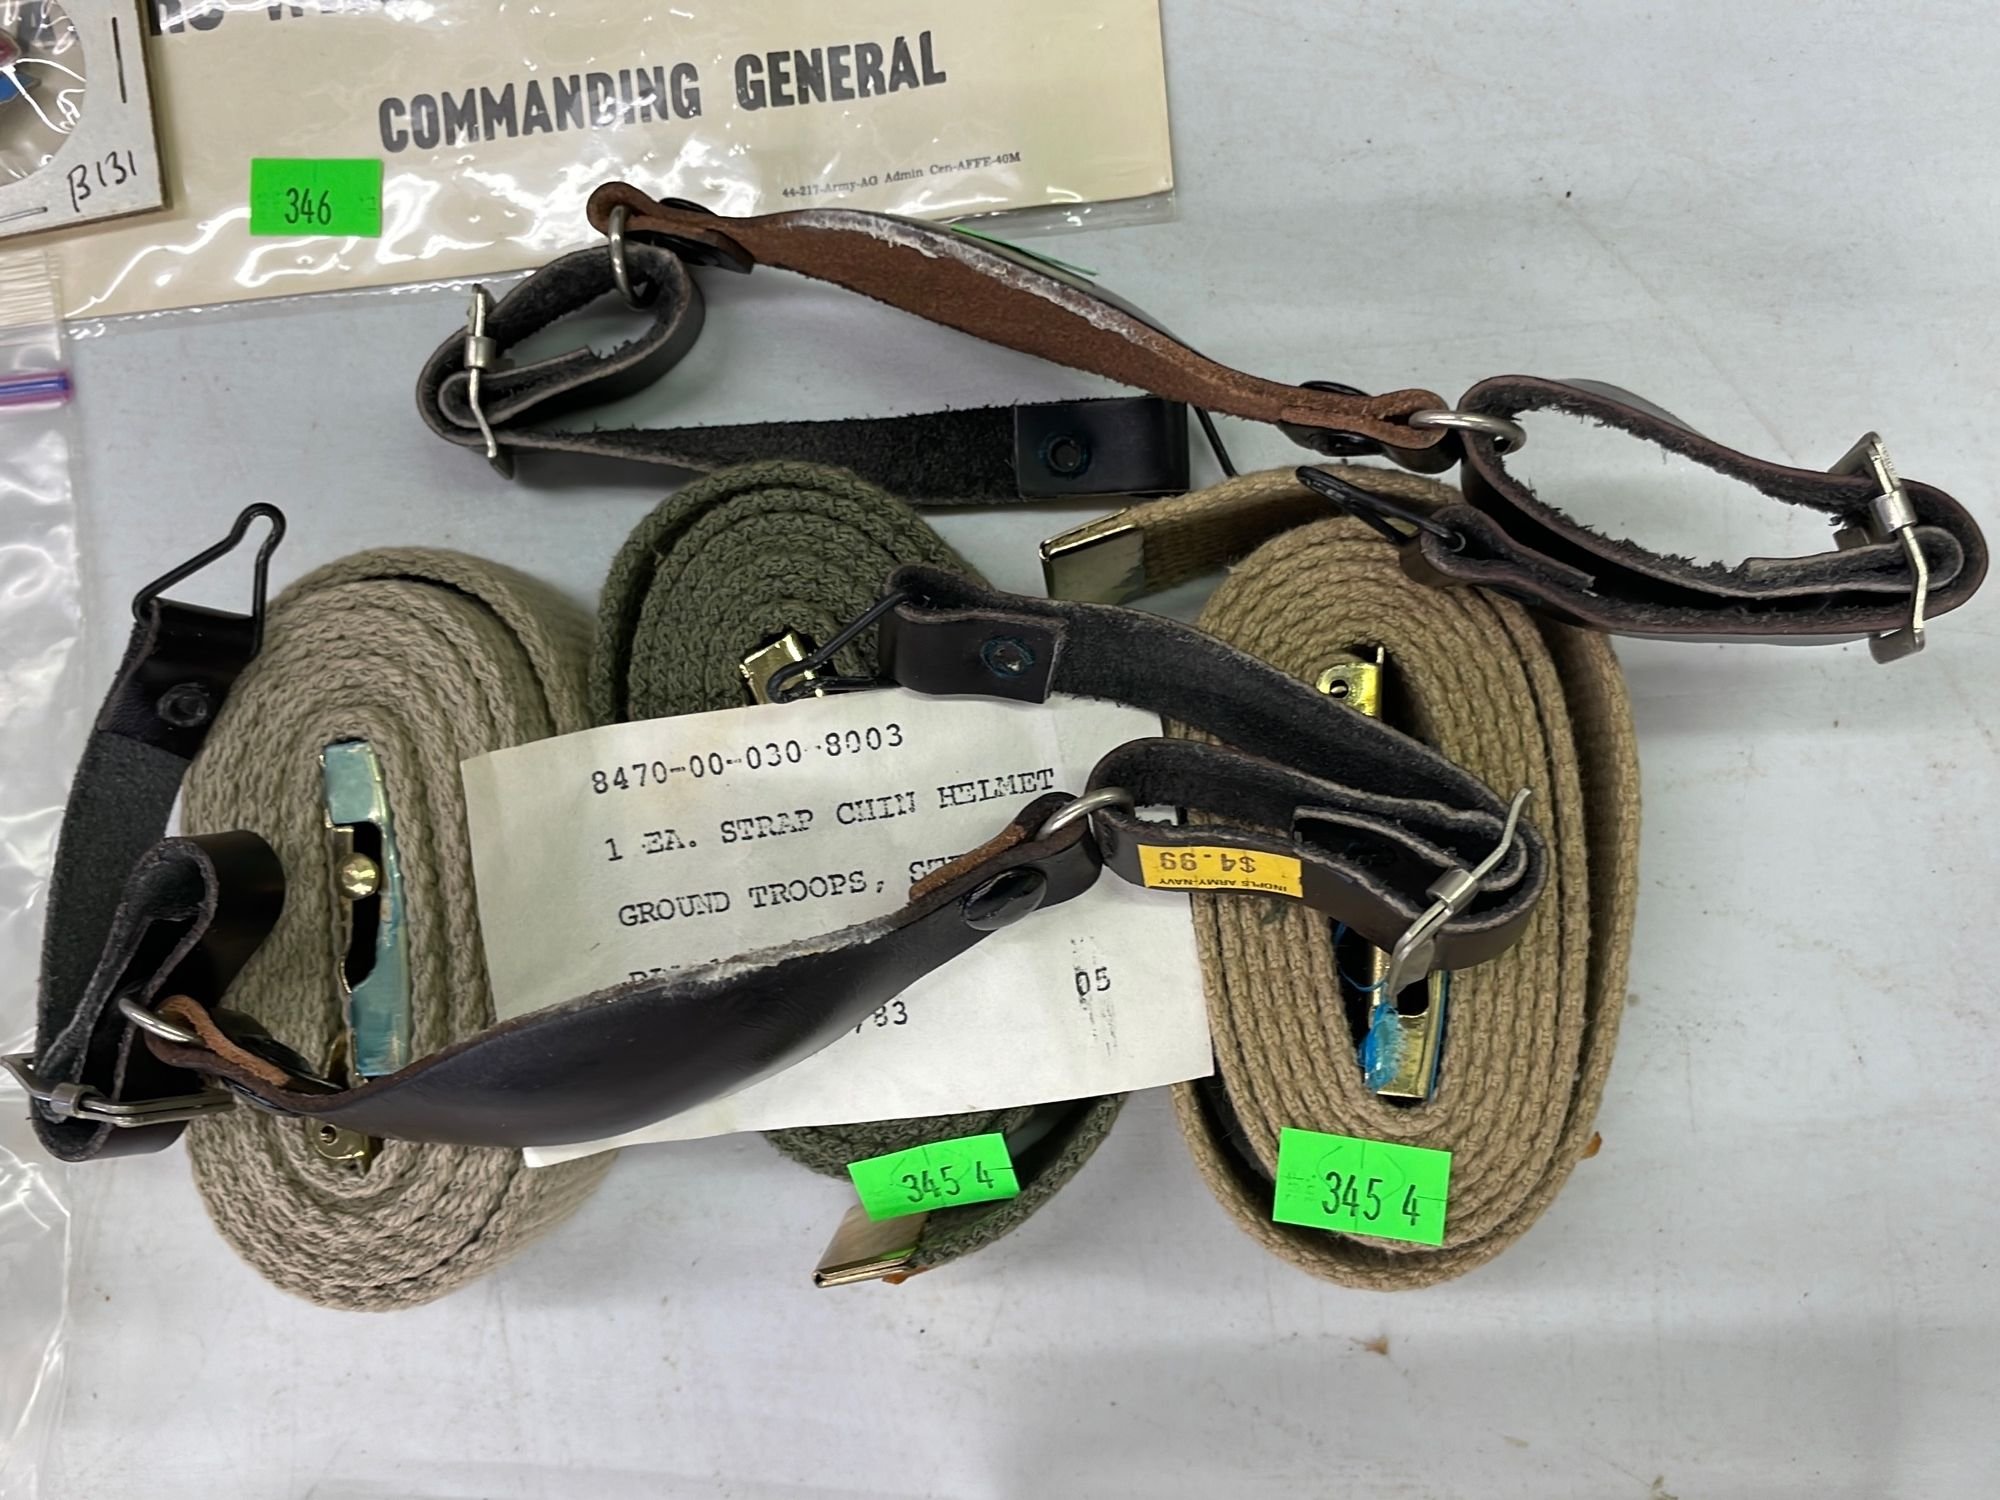 COMMANDING GENERAL
44-217-Army-AG Admin Cen-AFFE-40M
B131
346
8470-00-030-8003
1 EA. STRAP CHIN HELMET
GROUND TROOPS,
783
05
$4.99
INDPLS ARMY-NAVY
345 4
345 4